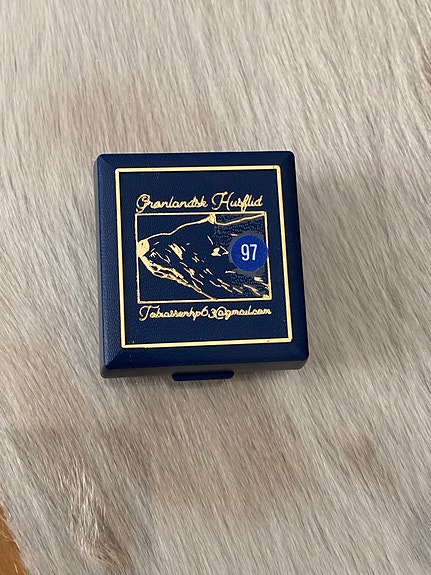 Grønlandsk Husflid
97
Tobiassenhp63@gmail.com